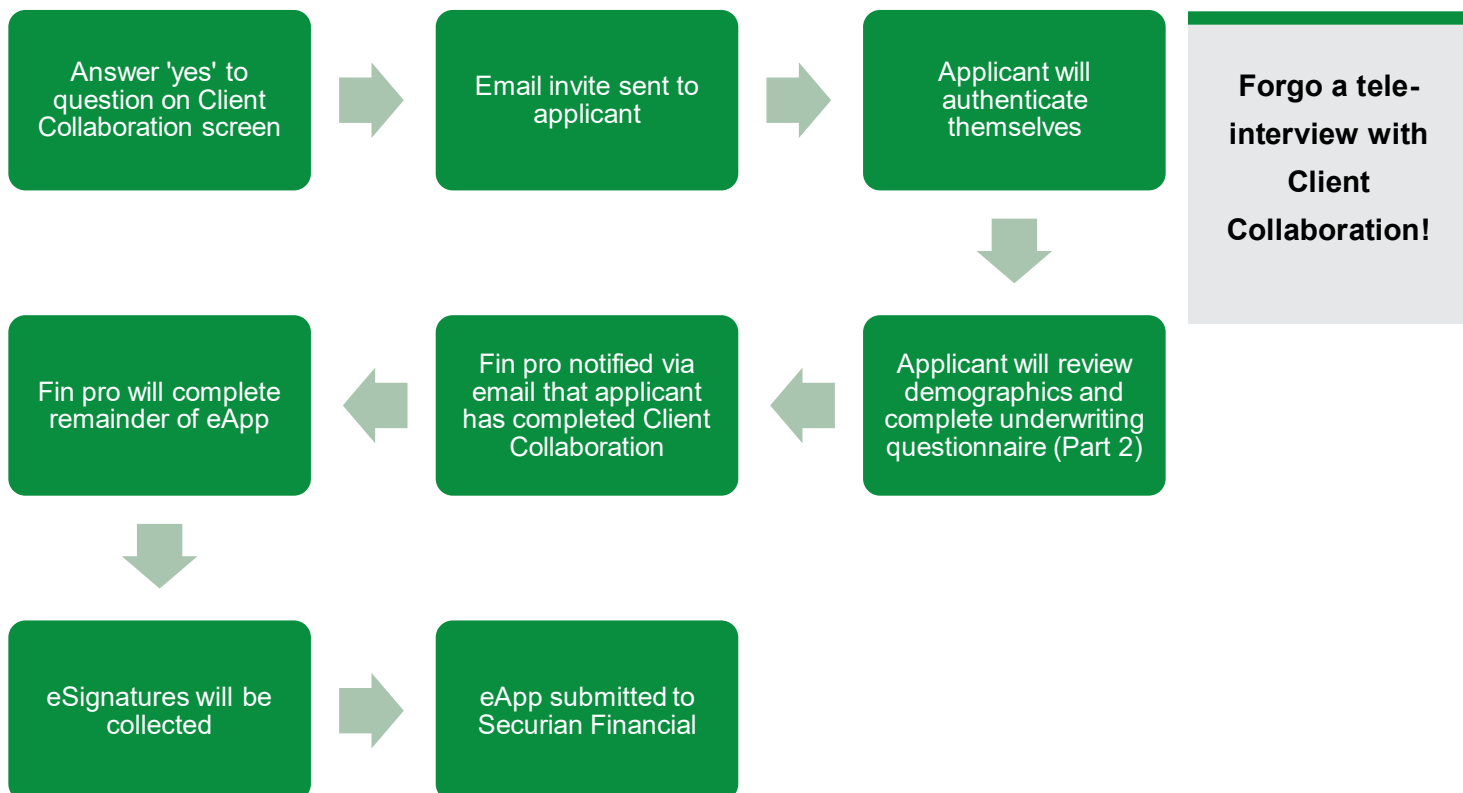 Answer 'yes' to
question on Client
Collaboration screen
Email invite sent to
applicant
Applicant will
authenticate
themselves
Forgo a tele-
interview with
Client
Collaboration!
Applicant will review
demographics and
complete underwriting
questionnaire (Part 2)
Fin pro notified via
email that applicant
has completed Client
Collaboration
Fin pro will complete
remainder of eApp
eSignatures will be
collected
eApp submitted to
Securian Financial